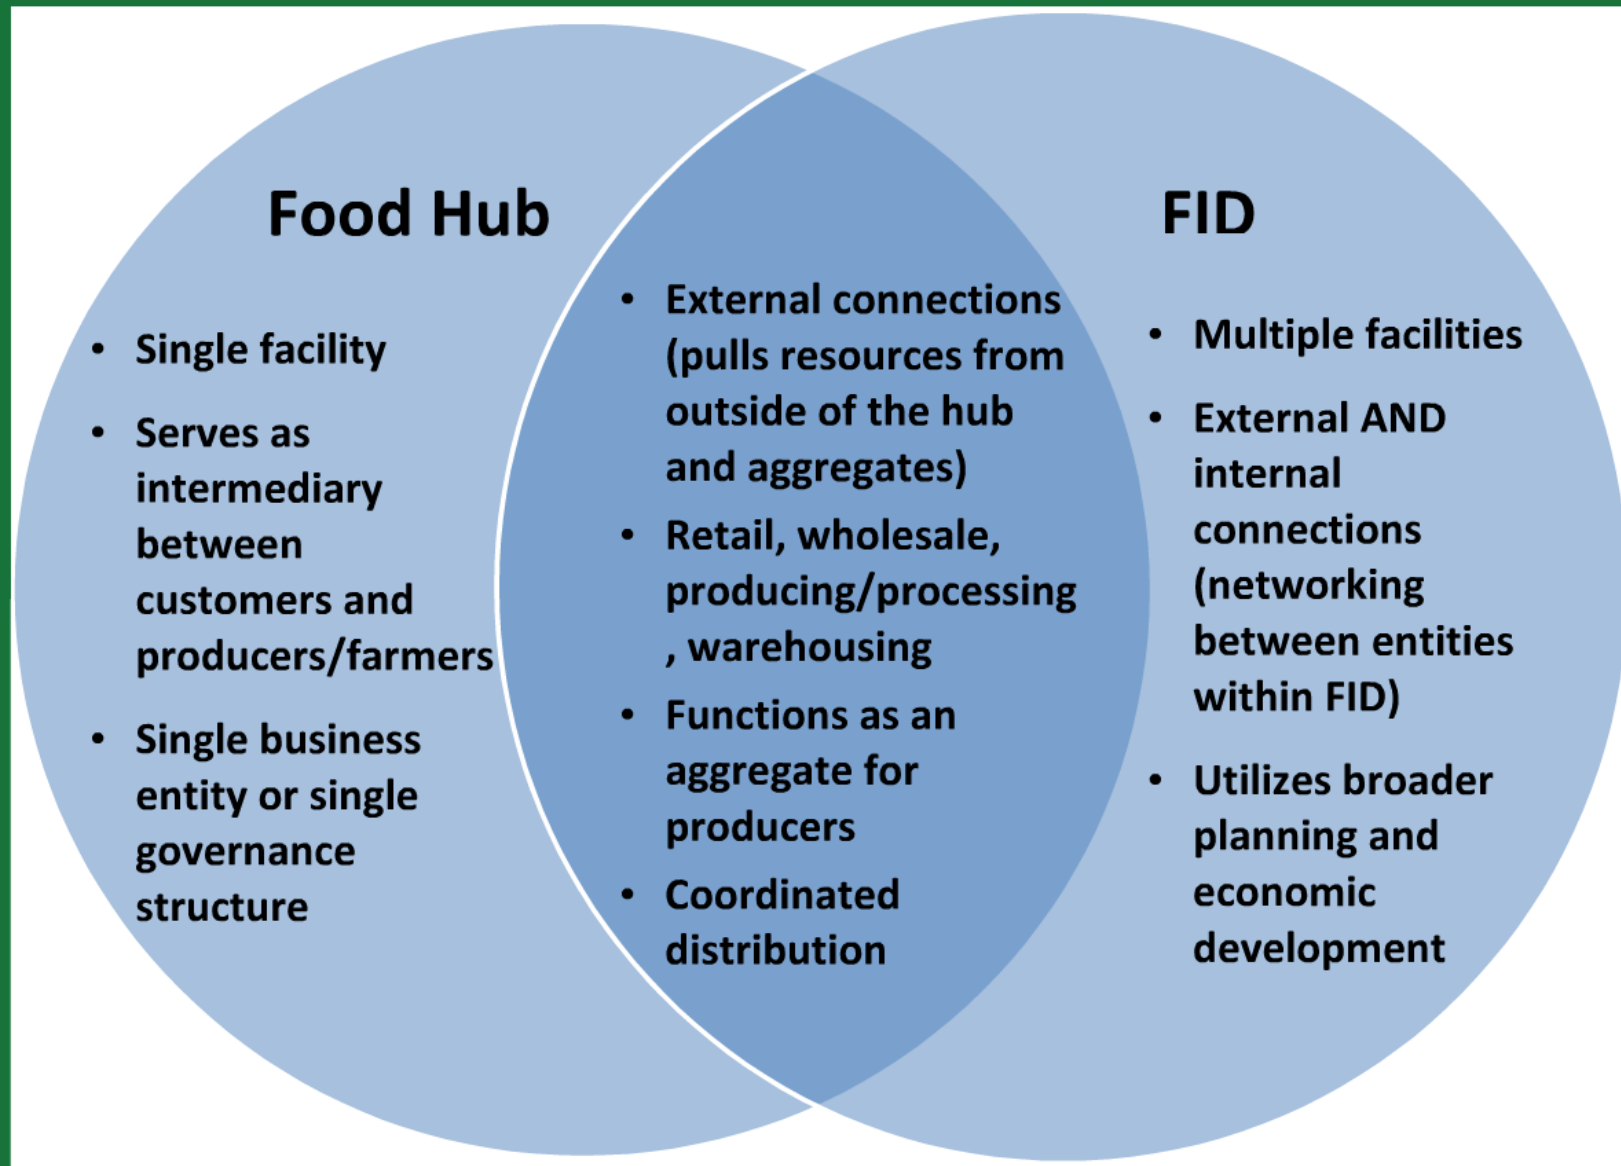 Food Hub
• Single facility
• Serves as
intermediary
between
customers and
producers/farmers
• Single business
entity or single
governance
structure
• External connections
(pulls resources from
outside of the hub
and aggregates)
• Retail, wholesale,
producing/processing
, warehousing
• Functions as an
aggregate for
producers
• Coordinated
distribution
FID
• Multiple facilities
• External AND
internal
connections
(networking
between entities
within FID)
• Utilizes broader
planning and
economic
development